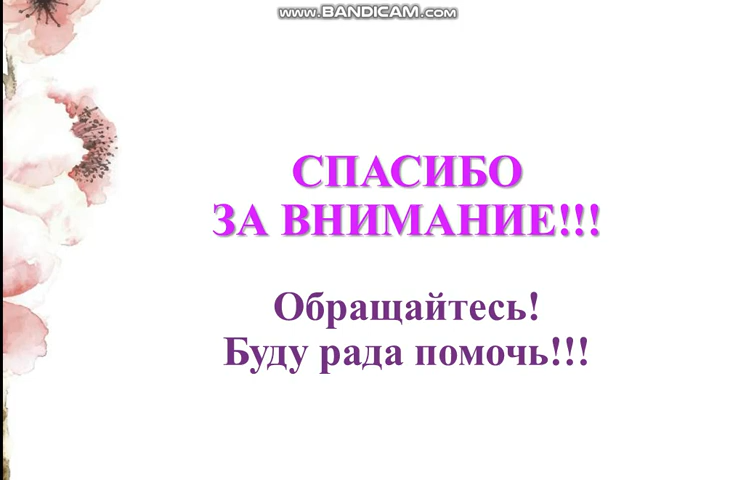 www.BANDICAM.com
СПАСИБО
ЗА ВНИМАНИЕ!!!
Обращайтесь!
Буду рада помочь!!!